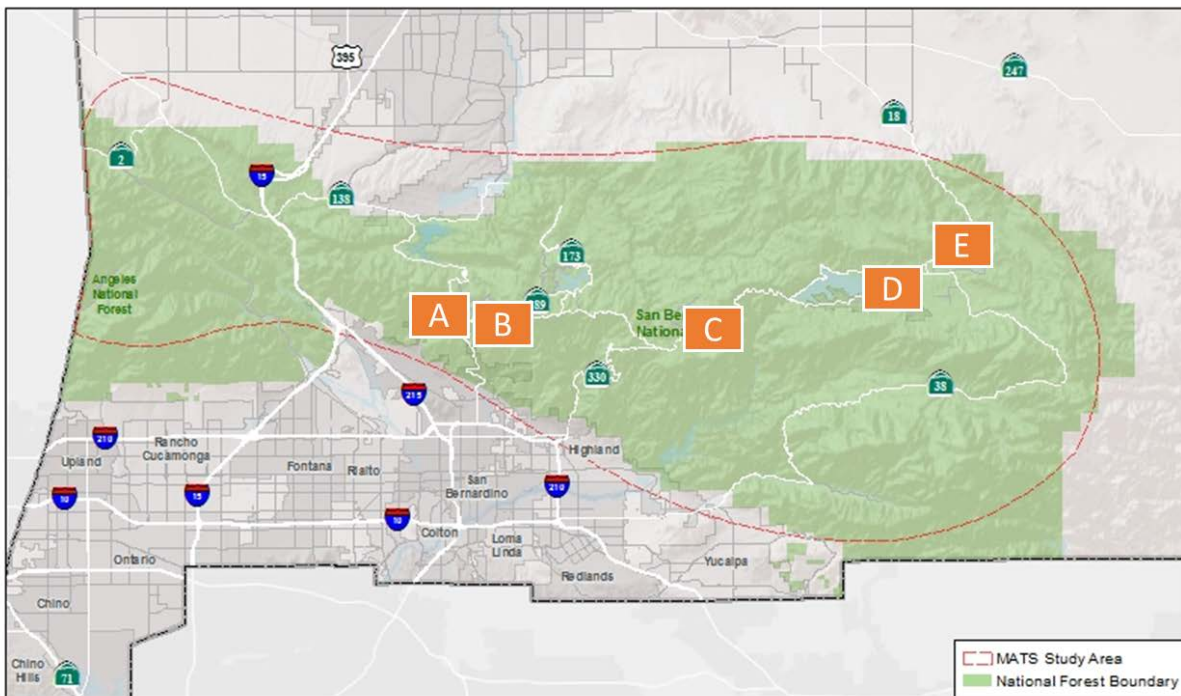 395
247
18
2
15
138
173
E
D
Angeles
National
Forest
A
B
89
San Be
National
C
330
38
215
210
Upland
Rancho
Cucamonga
Fontana
Rialto
Highland
San
Bernardino
10
15
210
10
Colton
Loma
Linda
Yucaipa
Ontario
Redlands
Chino
Chino
Hills
71
MATS Study Area
National Forest Boundary